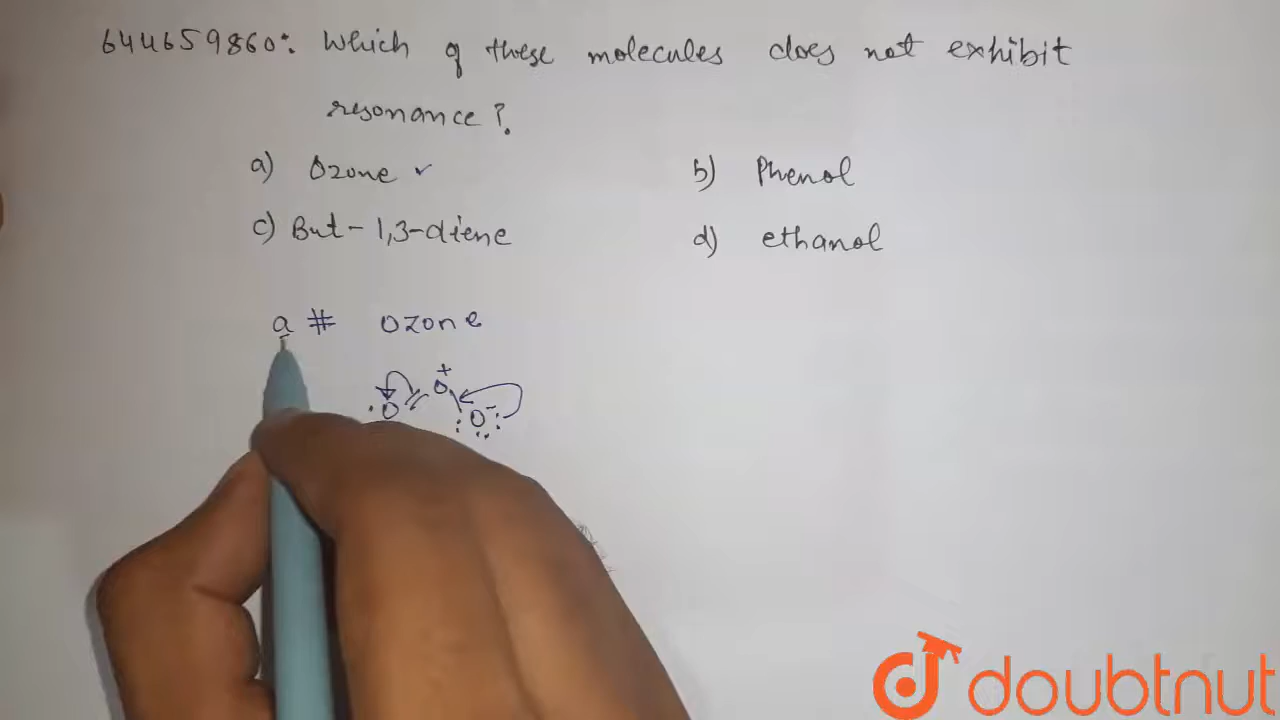 644659860: Which of these molecules does not exhibit
resonance?
a) Ozone ✓ b) Phenol
c) But-1,3-diene d) ethanol
a # ozone
+
O
O O-
doubtnut